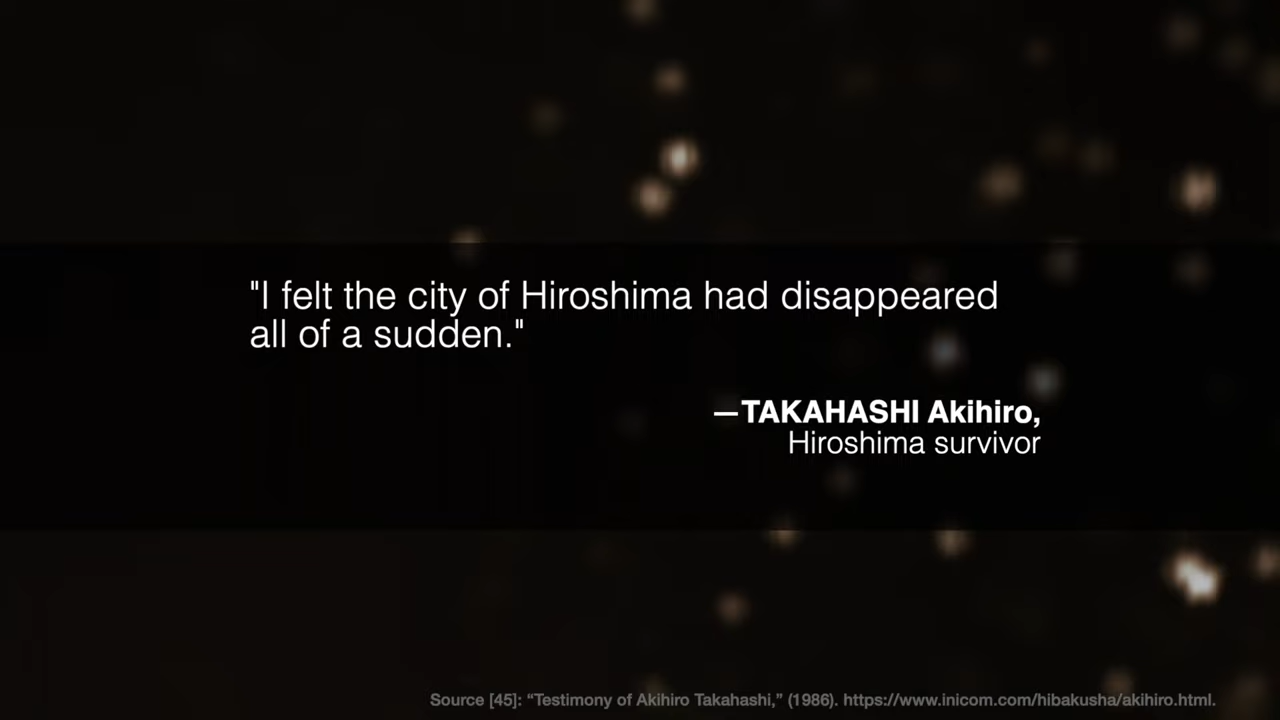 "I felt the city of Hiroshima had disappeared
all of a sudden."
—TAKAHASHI Akihiro,
Hiroshima survivor
Source [45]: “Testimony of Akihiro Takahashi,” (1986). https://www.inicom.com/hibakusha/akihiro.html.